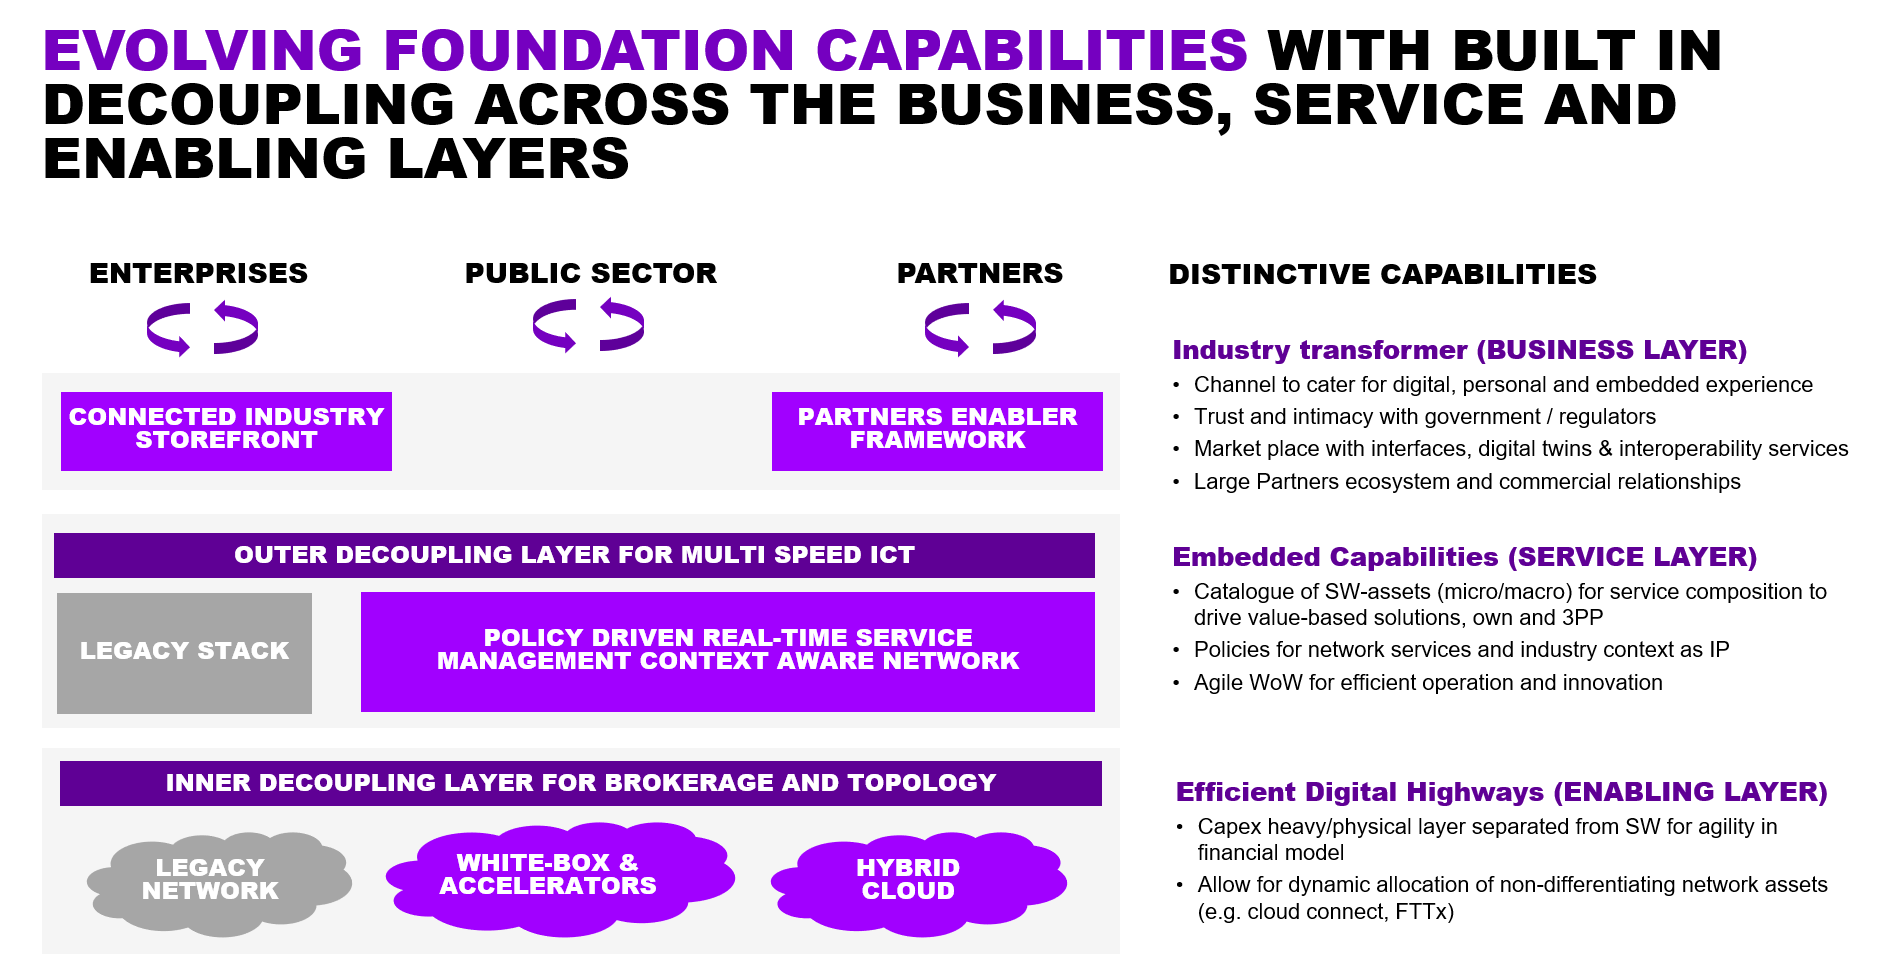 EVOLVING FOUNDATION CAPABILITIES WITH BUILT IN
DECOUPLING ACROSS THE BUSINESS, SERVICE AND
ENABLING LAYERS
ENTERPRISES
PUBLIC SECTOR
PARTNERS
CONNECTED INDUSTRY
STOREFRONT
PARTNERS ENABLER
FRAMEWORK
OUTER DECOUPLING LAYER FOR MULTI SPEED ICT
LEGACY STACK
POLICY DRIVEN REAL-TIME SERVICE
MANAGEMENT CONTEXT AWARE NETWORK
INNER DECOUPLING LAYER FOR BROKERAGE AND TOPOLOGY
LEGACY
NETWORK
WHITE-BOX &
ACCELERATORS
HYBRID
CLOUD
DISTINCTIVE CAPABILITIES
Industry transformer (BUSINESS LAYER)
• Channel to cater for digital, personal and embedded experience
• Trust and intimacy with government / regulators
• Market place with interfaces, digital twins & interoperability services
• Large Partners ecosystem and commercial relationships
Embedded Capabilities (SERVICE LAYER)
• Catalogue of SW-assets (micro/macro) for service composition to
drive value-based solutions, own and 3PP
• Policies for network services and industry context as IP
• Agile WoW for efficient operation and innovation
Efficient Digital Highways (ENABLING LAYER)
• Capex heavy/physical layer separated from SW for agility in
financial model
• Allow for dynamic allocation of non-differentiating network assets
(e.g. cloud connect, FTTx)